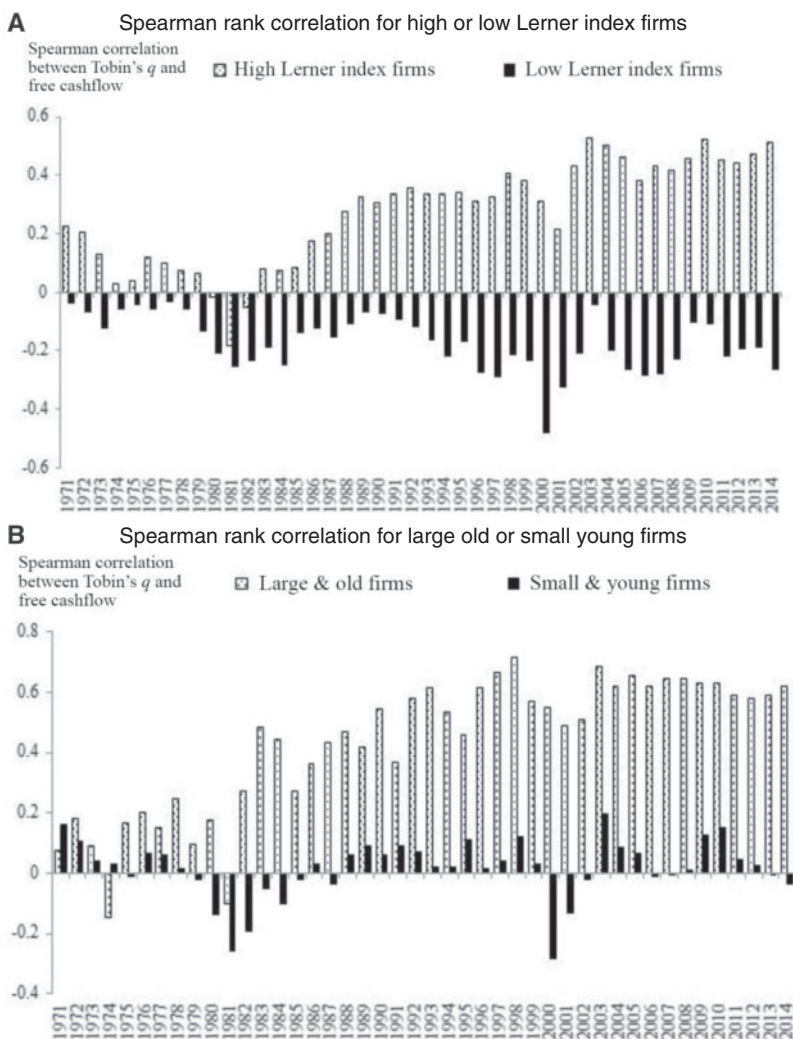 A Spearman rank correlation for high or low Lerner index firms
Spearman correlation
between Tobin's q and
free cashflow
High Lerner index firms
Low Lerner index firms
0.6
0.4
0.2
0
-0.2
-0.4
-0.6
1971 1972 1973 1974 1975 1976 1977 1978 1979 1980 1981 1982 1983 1984 1985 1986 1987 1988 1989 1990 1991 1992 1993 1994 1995 1996 1997 1998 1999 2000 2001 2002 2003 2004 2005 2006 2007 2008 2009 2010 2011 2012 2013 2014
B Spearman rank correlation for large old or small young firms
Spearman correlation
between Tobin's q and
free cashflow
Large & old firms
Small & young firms
0.8
0.6
0.4
0.2
0
-0.2
-0.4
1971 1972 1973 1974 1975 1976 1977 1978 1979 1980 1981 1982 1983 1984 1985 1986 1987 1988 1989 1990 1991 1992 1993 1994 1995 1996 1997 1998 1999 2000 2001 2002 2003 2004 2005 2006 2007 2008 2009 2010 2011 2012 2013 2014